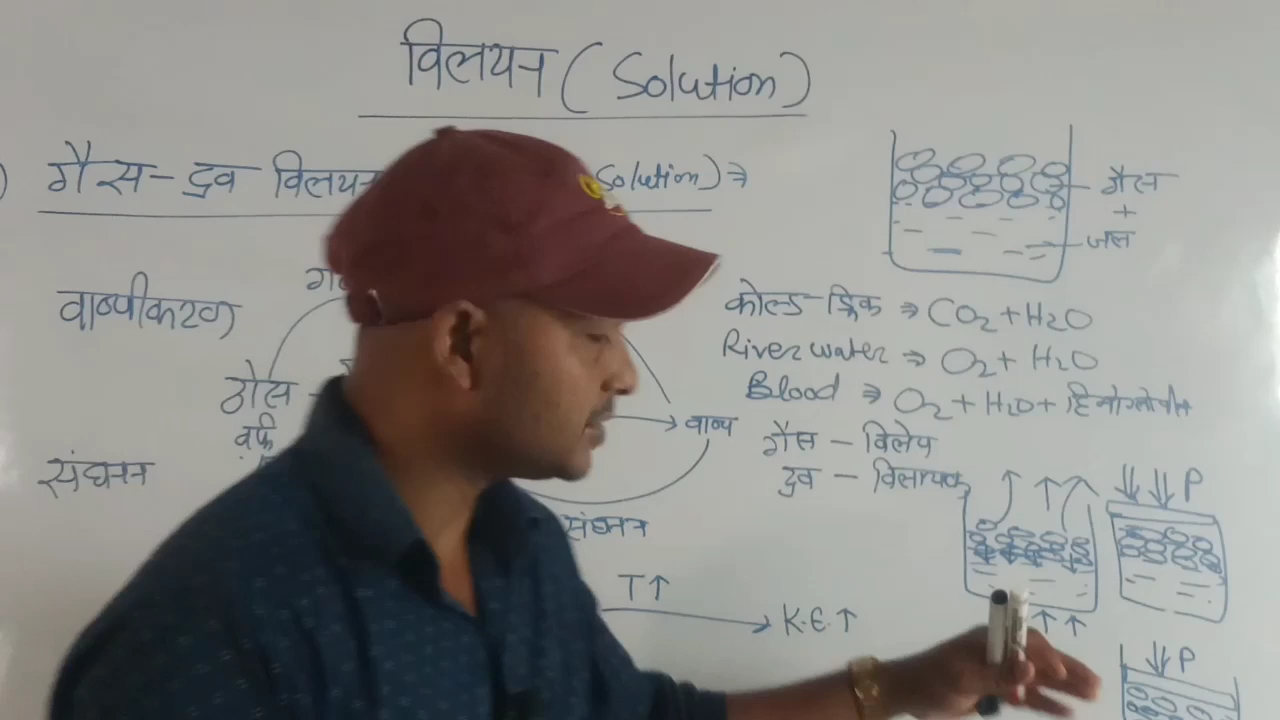 विलयन (Solution)
) गैस - द्रव विलयन Solution) ⇒
गैस
+
जल
वाष्पीकरण
कोल्ड-ड्रिंक ⇒ CO2 + H2O
River water ⇒ O2 + H2O
Blood ⇒ O2 + H2O + हिमोग्लोबीन
गैस - विलेय
द्रव - विलायक
ठोस -
बर्फ
वाष्प
संघनन
संघनन
T↑
K.E.↑
↑ ↑ ↑
↓↓ P
↑ ↑
↓ P